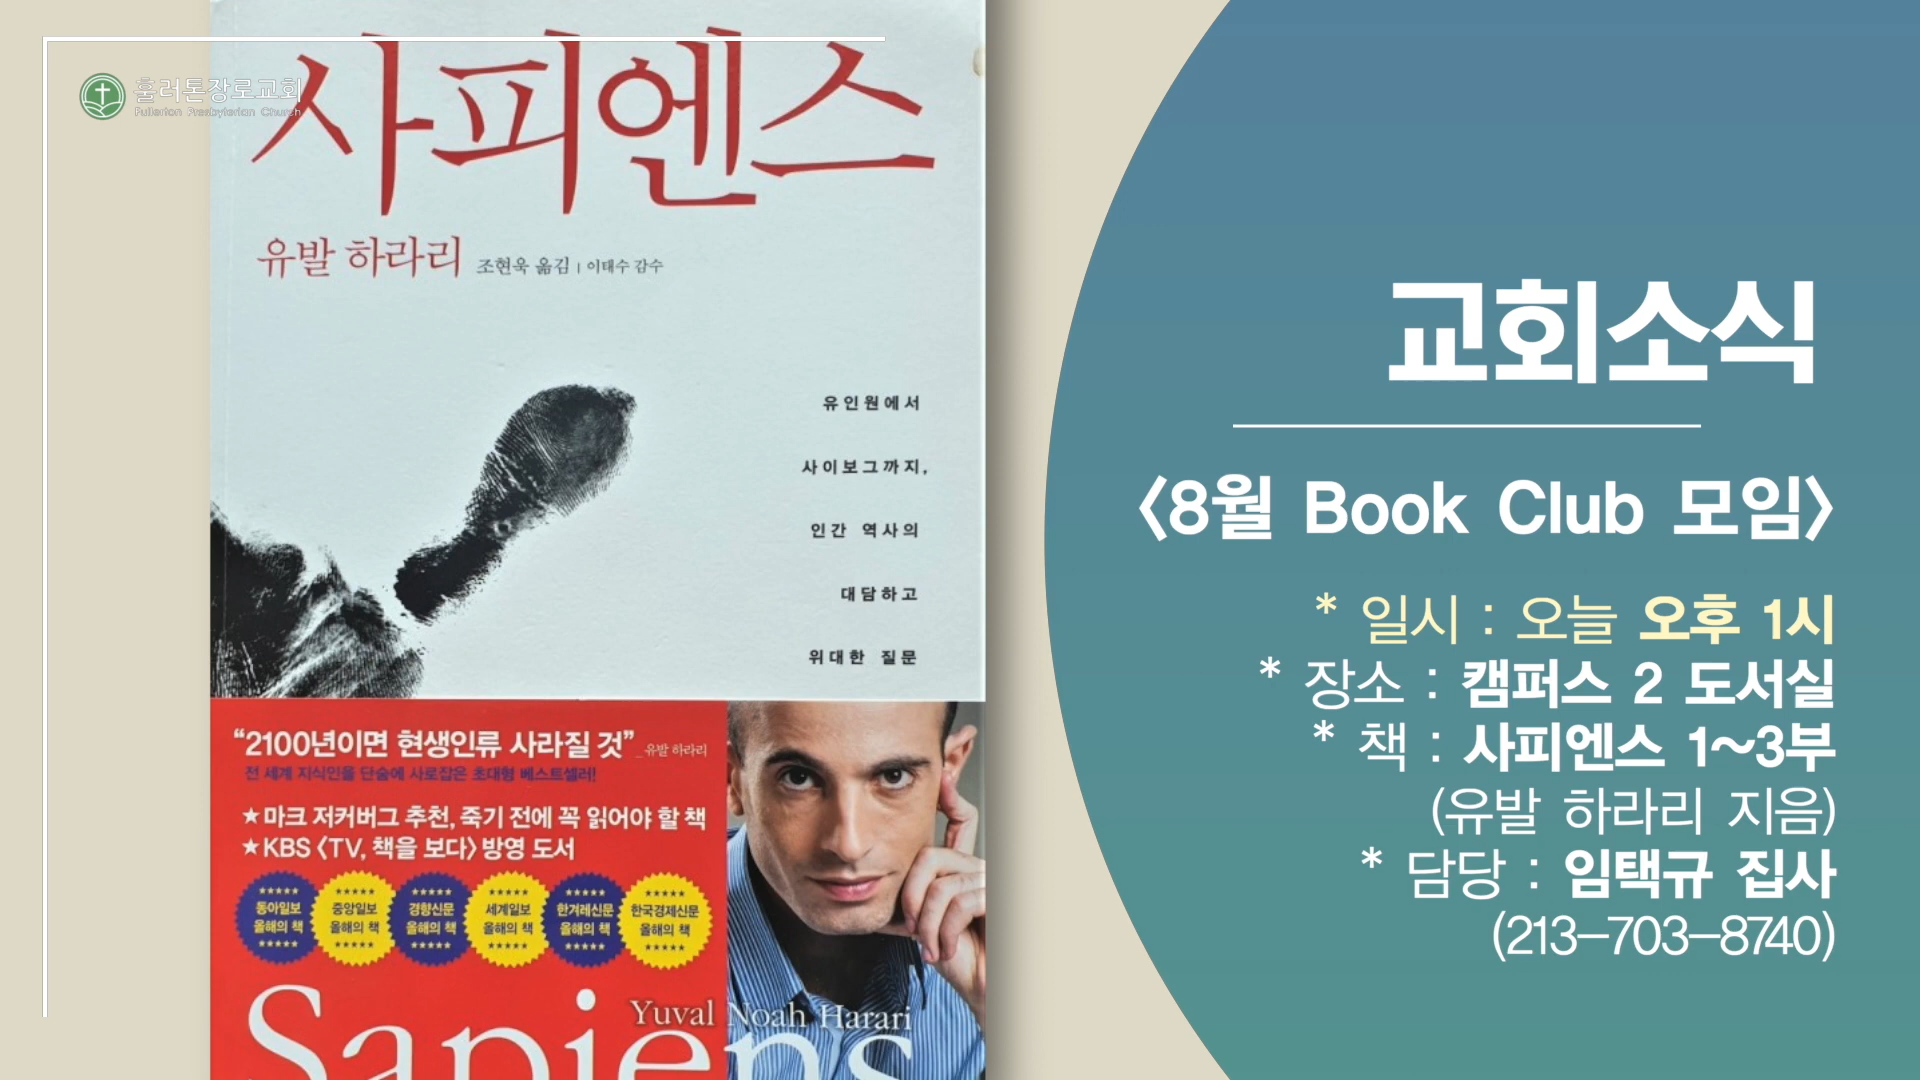 훌러톤장로교회
Fullerton Presbyterian Church
사피엔스
유발 하라리 조현욱 옮김 | 이태수 감수
유인원에서
사이보그까지,
인간 역사의
대담하고
위대한 질문
“2100년이면 현생인류 사라질 것”_유발 하라리
전 세계 지식인을 단숨에 사로잡은 초대형 베스트셀러!
★마크 저커버그 추천, 죽기 전에 꼭 읽어야 할 책
★KBS 〈TV, 책을 보다〉 방영 도서
★★★★★ 동아일보 올해의 책 ★★★★★
★★★★★ 중앙일보 올해의 책 ★★★★★
★★★★★ 경향신문 올해의 책 ★★★★★
★★★★★ 세계일보 올해의 책 ★★★★★
★★★★★ 한겨레신문 올해의 책 ★★★★★
★★★★★ 한국경제신문 올해의 책 ★★★★★
Yuval Noah Harari
Sapiens
교회소식
〈8월 Book Club 모임〉
* 일시 : 오늘 오후 1시
* 장소 : 캠퍼스 2 도서실
* 책 : 사피엔스 1~3부
(유발 하라리 지음)
* 담당 : 임택규 집사
(213-703-8740)